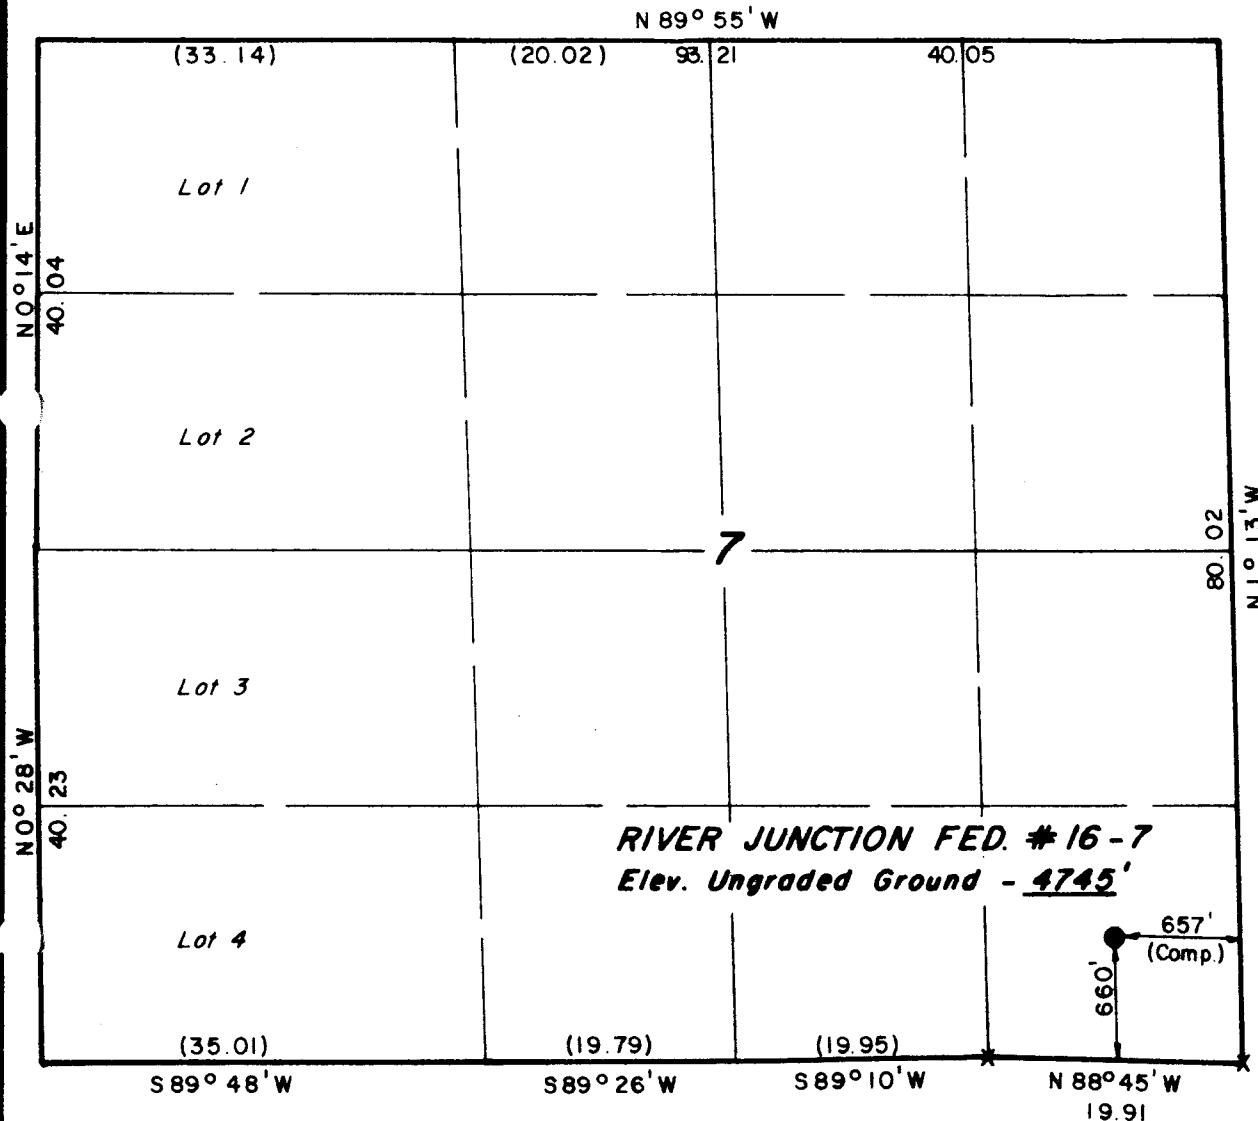 N 89° 55' W
(33.14) (20.02) 93.21 40.05
Lot 1
N0° 14' E
40.04
Lot 2
7
80.02
N 1° 13' W
Lot 3
N0° 28' W
40.23
RIVER JUNCTION FED. # 16-7
Elev. Ungraded Ground - 4745'
Lot 4
657'
(Comp.)
660'
(35.01) (19.79) (19.95)
S 89° 48' W S 89° 26' W S 89° 10' W N 88° 45' W
19.91